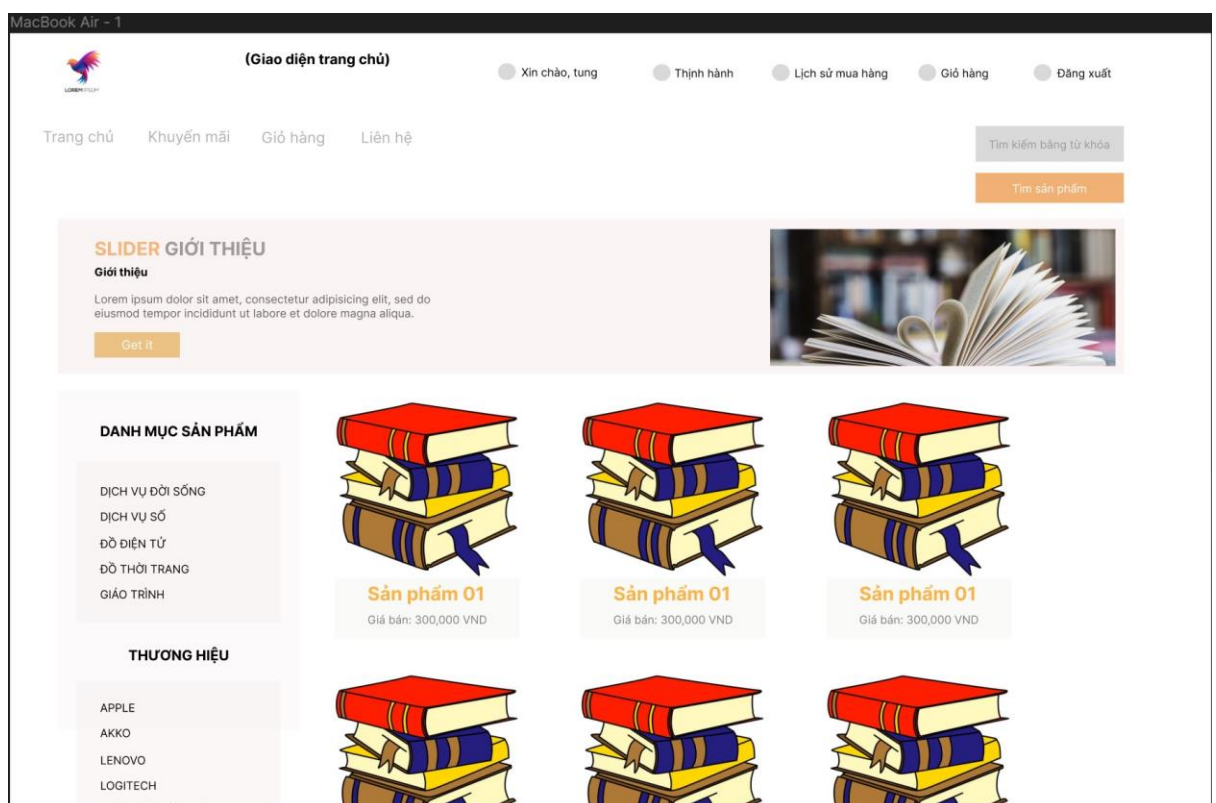 MacBook Air - 1
(Giao diện trang chủ)
LOREM IPSUM
Xin chào, tung
Thịnh hành
Lịch sử mua hàng
Giỏ hàng
Đăng xuất
Trang chủ
Khuyến mãi
Giỏ hàng
Liên hệ
Tìm kiếm bằng từ khóa
Tìm sản phẩm
SLIDER GIỚI THIỆU
Giới thiệu
Lorem ipsum dolor sit amet, consectetur adipisicing elit, sed do
eiusmod tempor incididunt ut labore et dolore magna aliqua.
Get it
DANH MỤC SẢN PHẨM
DỊCH VỤ ĐỜI SỐNG
DỊCH VỤ SỐ
ĐỒ ĐIỆN TỬ
ĐỒ THỜI TRANG
GIÁO TRÌNH
THƯƠNG HIỆU
APPLE
AKKO
LENOVO
LOGITECH
Sản phẩm 01
Giá bán: 300,000 VND
Sản phẩm 01
Giá bán: 300,000 VND
Sản phẩm 01
Giá bán: 300,000 VND